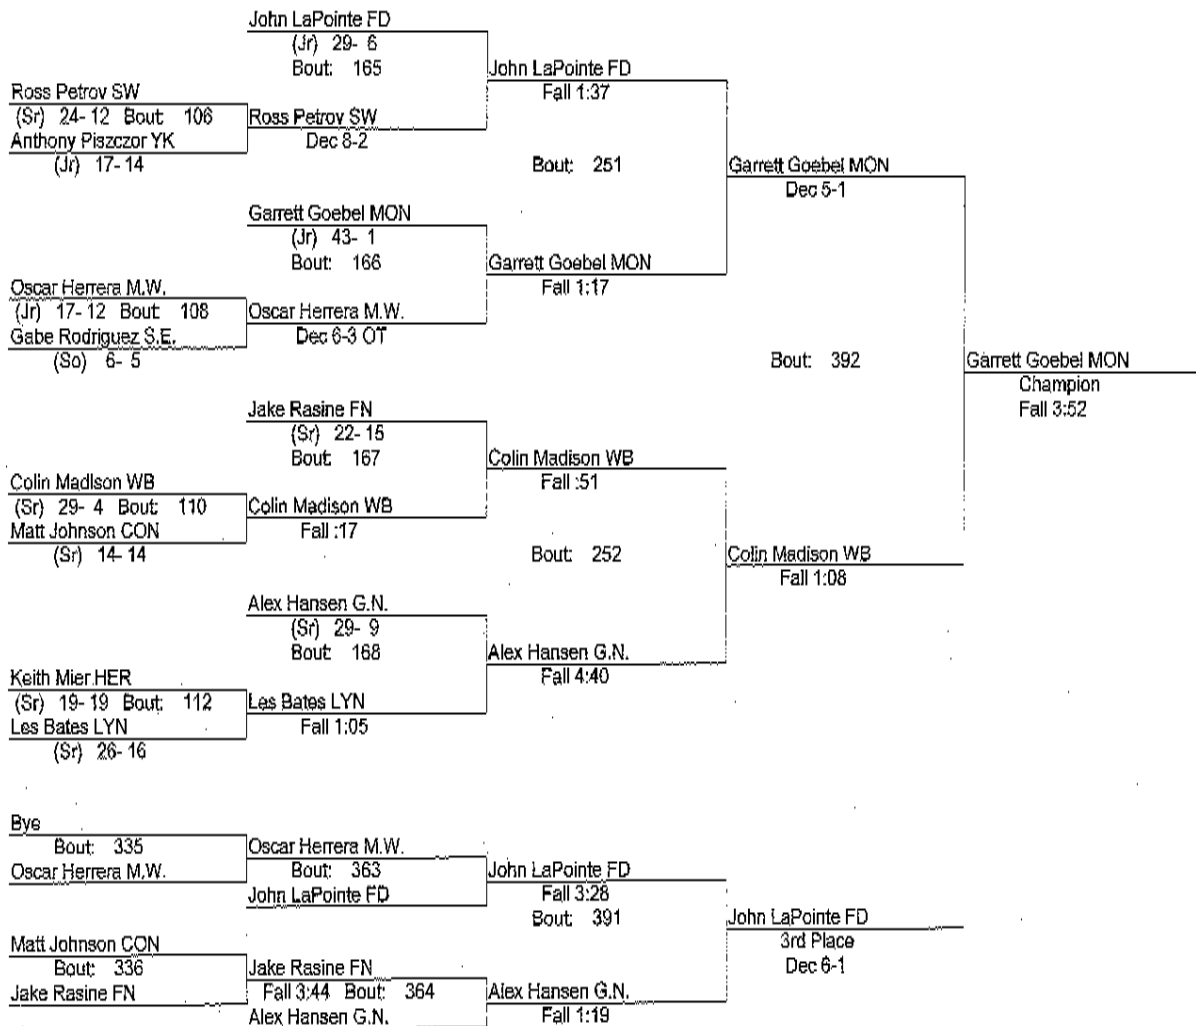 John LaPointe FD
(Jr) 29- 6
Bout: 165
John LaPointe FD
Fall 1:37
Ross Petrov SW
(Sr) 24- 12 Bout: 106
Ross Petrov SW
Anthony Piszczor YK
Dec 8-2
(Jr) 17- 14
Bout: 251
Garrett Goebel MON
Dec 5-1
Garrett Goebel MON
(Jr) 43- 1
Bout: 166
Garrett Goebel MON
Fall 1:17
Oscar Herrera M.W.
(Jr) 17- 12 Bout: 108
Oscar Herrera M.W.
Gabe Rodriguez S.E.
Dec 6-3 OT
(So) 6- 5
Bout: 392
Garrett Goebel MON
Champion
Fall 3:52
Jake Rasine FN
(Sr) 22- 15
Bout: 167
Colin Madison WB
Fall :51
Colin Madison WB
(Sr) 29- 4 Bout: 110
Colin Madison WB
Matt Johnson CON
Fall :17
(Sr) 14- 14
Bout: 252
Colin Madison WB
Fall 1:08
Alex Hansen G.N.
(Sr) 29- 9
Bout: 168
Alex Hansen G.N.
Fall 4:40
Keith Mier HER
(Sr) 19- 19 Bout: 112
Les Bates LYN
Les Bates LYN
Fall 1:05
(Sr) 26- 16
Bye
Bout: 335
Oscar Herrera M.W.
Oscar Herrera M.W.
Bout: 363
John LaPointe FD
John LaPointe FD
Fall 3:28
Bout: 391
John LaPointe FD
3rd Place
Dec 6-1
Matt Johnson CON
Bout: 336
Jake Rasine FN
Jake Rasine FN
Fall 3:44 Bout: 364
Alex Hansen G.N.
Alex Hansen G.N.
Fall 1:19